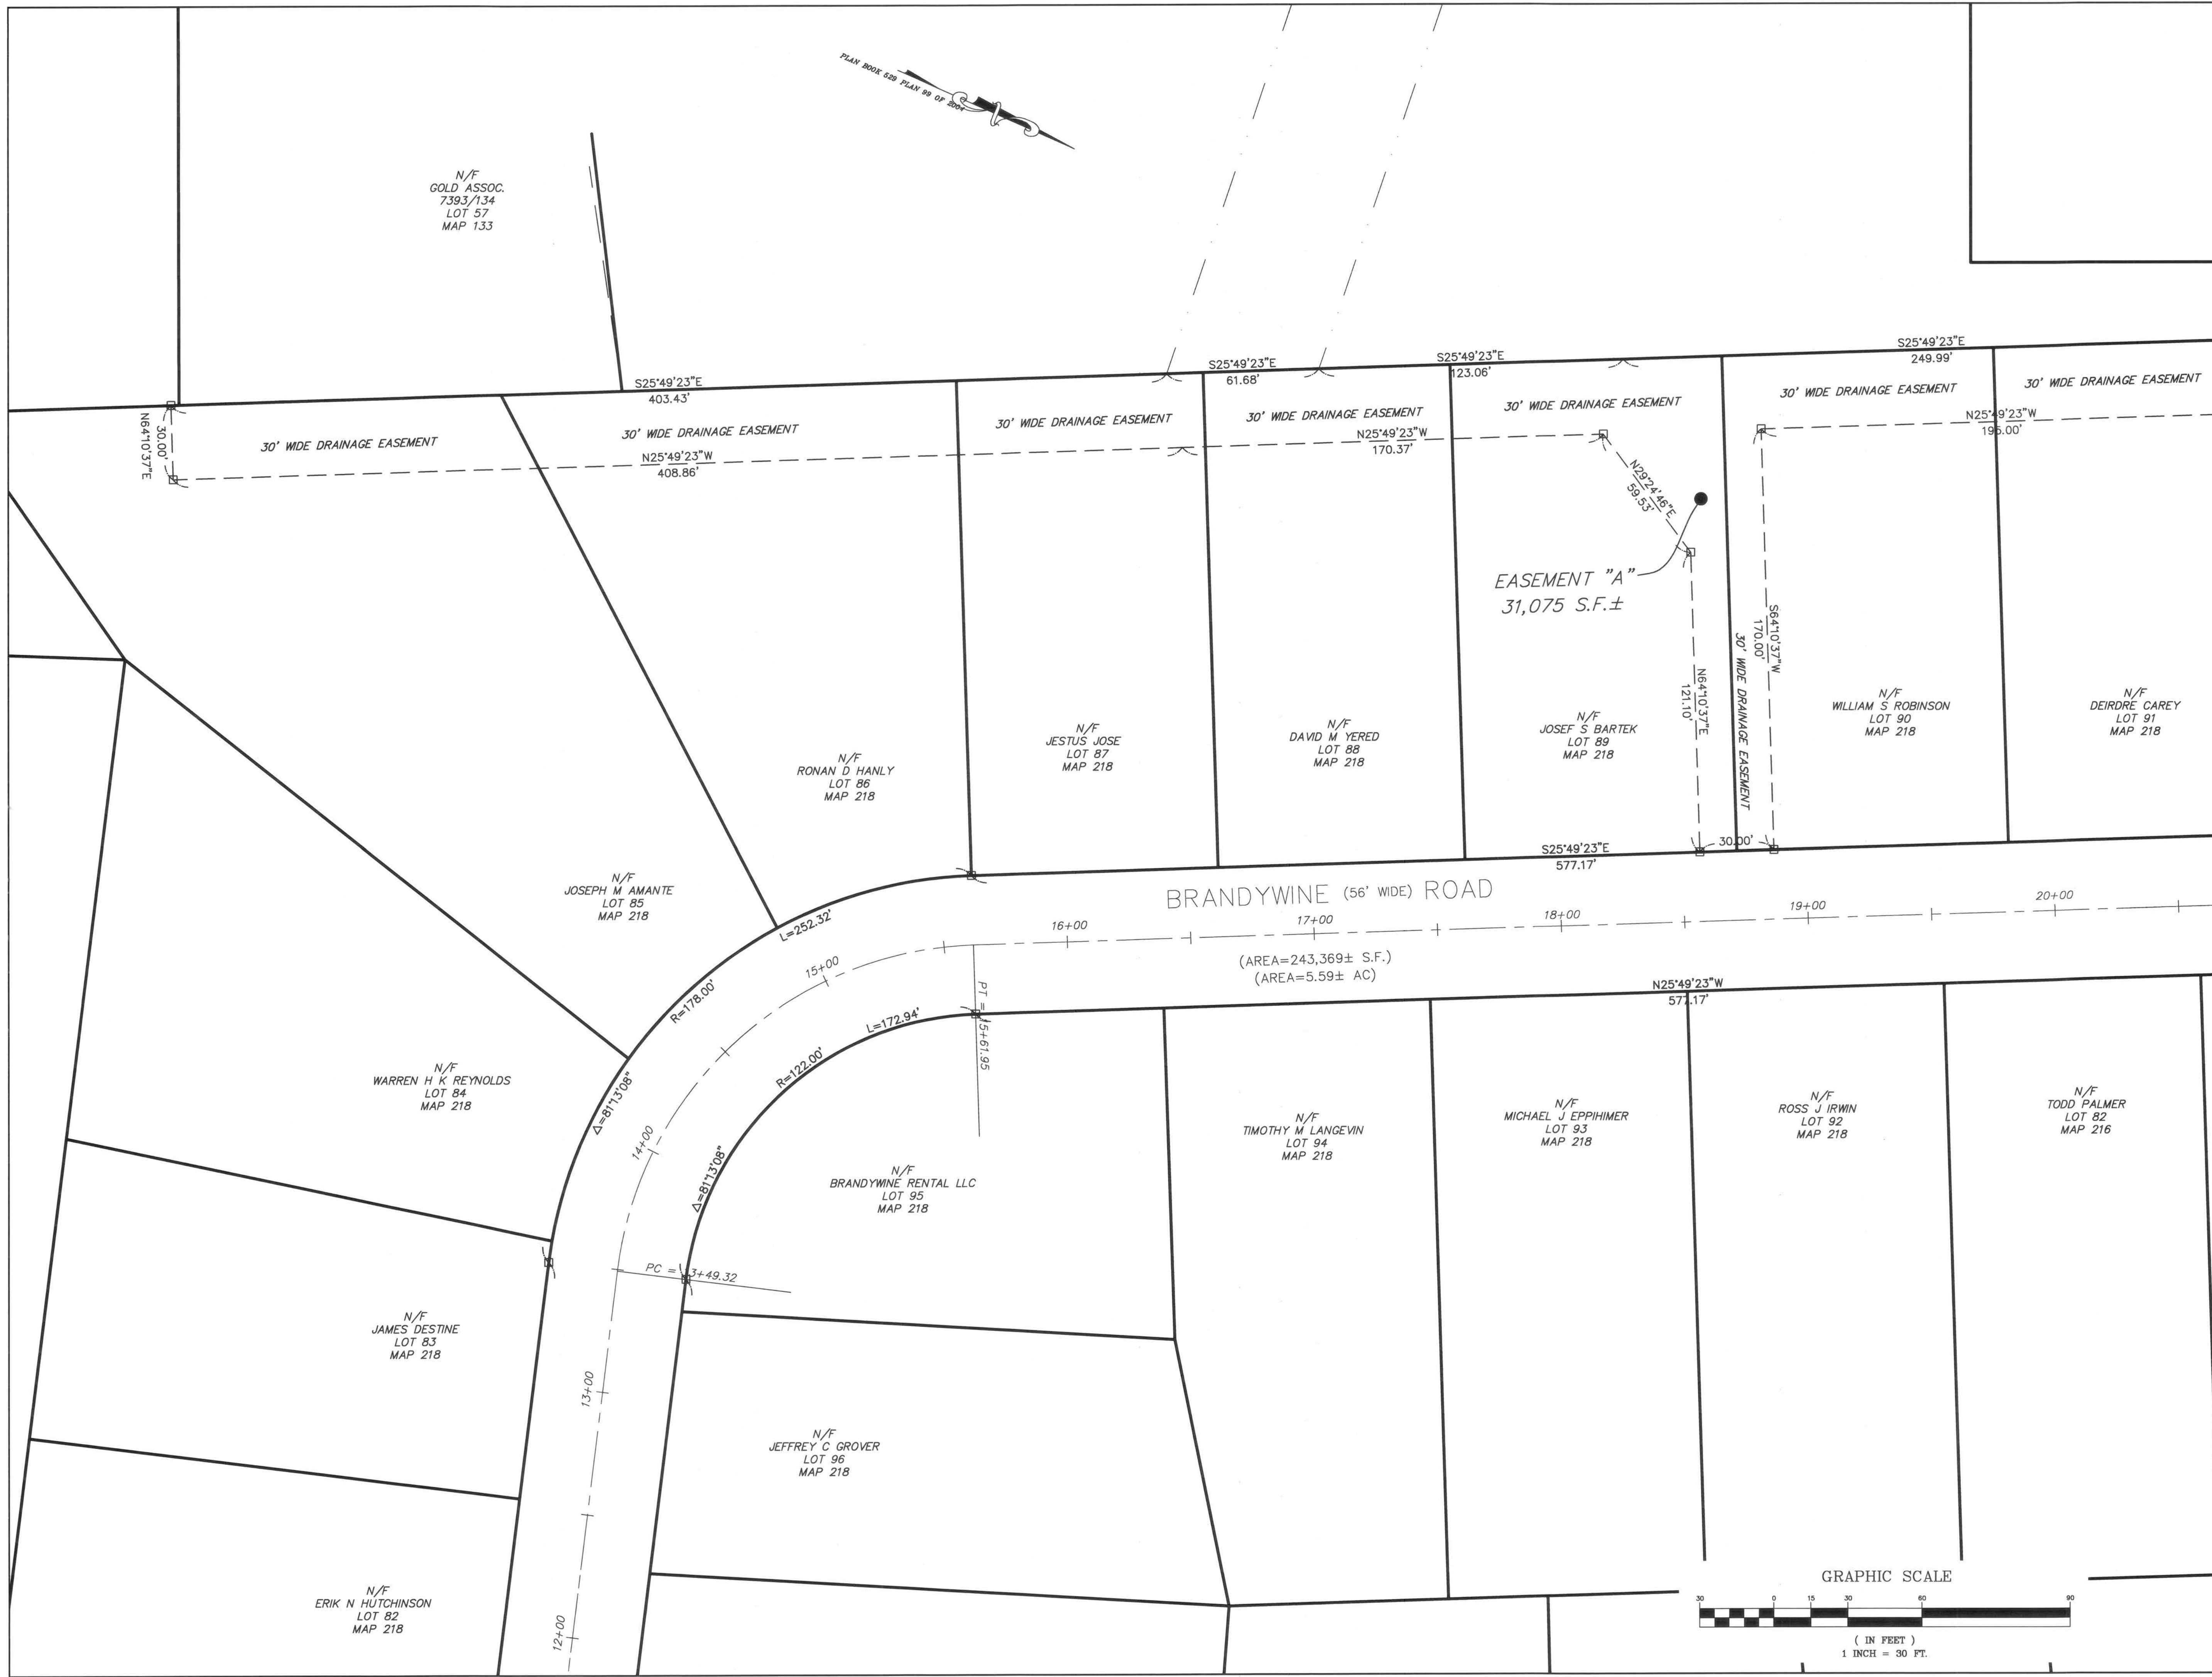 PLAN BOOK 529 PLAN 99 OF 2004
N/F
GOLD ASSOC.
7393/134
LOT 57
MAP 133
S25°49'23"E
403.43'
S25°49'23"E
61.68'
S25°49'23"E
123.06'
S25°49'23"E
249.99'
N64°10'37"E
30.00'
30' WIDE DRAINAGE EASEMENT
30' WIDE DRAINAGE EASEMENT
30' WIDE DRAINAGE EASEMENT
30' WIDE DRAINAGE EASEMENT
30' WIDE DRAINAGE EASEMENT
30' WIDE DRAINAGE EASEMENT
30' WIDE DRAINAGE EASEMENT
N25°49'23"W
408.86'
N25°49'23"W
170.37'
N25°49'23"W
195.00'
N29°24'46"E
59.53'
EASEMENT "A"
31,075 S.F.±
N64°10'37"E
121.10'
30' WIDE DRAINAGE EASEMENT
S64°10'37"W
170.00'
N/F
RONAN D HANLY
LOT 86
MAP 218
N/F
JESTUS JOSE
LOT 87
MAP 218
N/F
DAVID M YERED
LOT 88
MAP 218
N/F
JOSEF S BARTEK
LOT 89
MAP 218
N/F
WILLIAM S ROBINSON
LOT 90
MAP 218
N/F
DEIRDRE CAREY
LOT 91
MAP 218
S25°49'23"E
577.17'
30.00'
N/F
JOSEPH M AMANTE
LOT 85
MAP 218
BRANDYWINE (56' WIDE) ROAD
L=252.32'
R=178.00'
Δ=81°13'08"
12+00
13+00
14+00
15+00
16+00
17+00
18+00
19+00
20+00
(AREA=243,369± S.F.)
(AREA=5.59± AC)
PT = 15+61.95
N25°49'23"W
577.17'
L=172.94'
R=122.00'
Δ=81°13'08"
PC = 13+49.32
N/F
WARREN H K REYNOLDS
LOT 84
MAP 218
N/F
BRANDYWINE RENTAL LLC
LOT 95
MAP 218
N/F
TIMOTHY M LANGEVIN
LOT 94
MAP 218
N/F
MICHAEL J EPPIHIMER
LOT 93
MAP 218
N/F
ROSS J IRWIN
LOT 92
MAP 218
N/F
TODD PALMER
LOT 82
MAP 216
N/F
JAMES DESTINE
LOT 83
MAP 218
N/F
JEFFREY C GROVER
LOT 96
MAP 218
N/F
ERIK N HUTCHINSON
LOT 82
MAP 218
GRAPHIC SCALE
30 0 15 30 60 90
( IN FEET )
1 INCH = 30 FT.